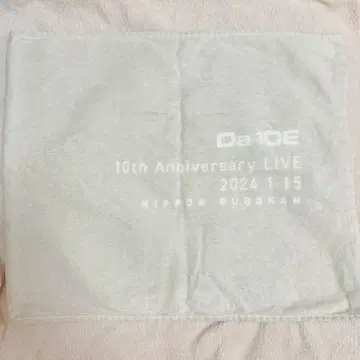 Da-iCE
10th Anniversary LIVE
2024.1.15
NIPPON BUDOKAN